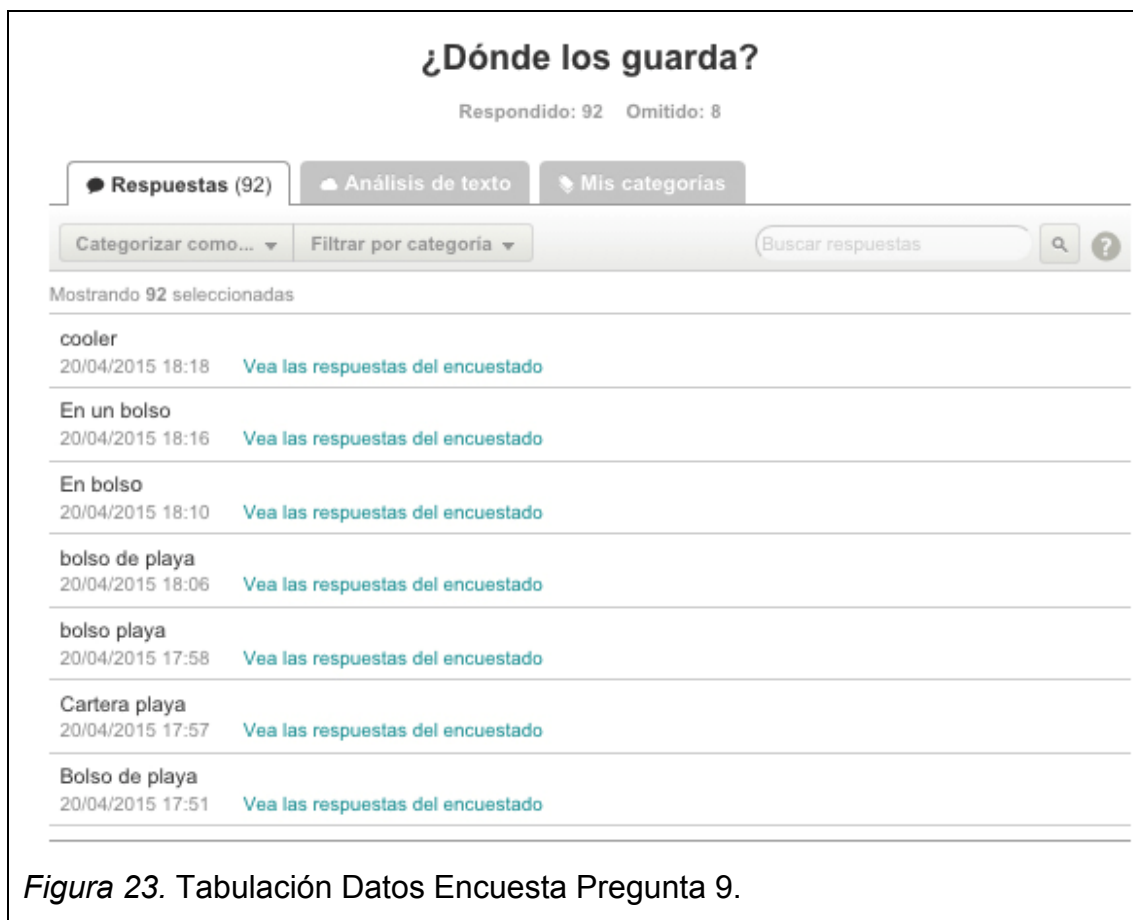 ¿Dónde los guarda?
Respondido: 92 Omitido: 8
Respuestas (92) Análisis de texto Mis categorías
Categorizar como... Filtrar por categoría Buscar respuestas ?
Mostrando 92 seleccionadas
cooler
20/04/2015 18:18 Vea las respuestas del encuestado
En un bolso
20/04/2015 18:16 Vea las respuestas del encuestado
En bolso
20/04/2015 18:10 Vea las respuestas del encuestado
bolso de playa
20/04/2015 18:06 Vea las respuestas del encuestado
bolso playa
20/04/2015 17:58 Vea las respuestas del encuestado
Cartera playa
20/04/2015 17:57 Vea las respuestas del encuestado
Bolso de playa
20/04/2015 17:51 Vea las respuestas del encuestado
Figura 23. Tabulación Datos Encuesta Pregunta 9.